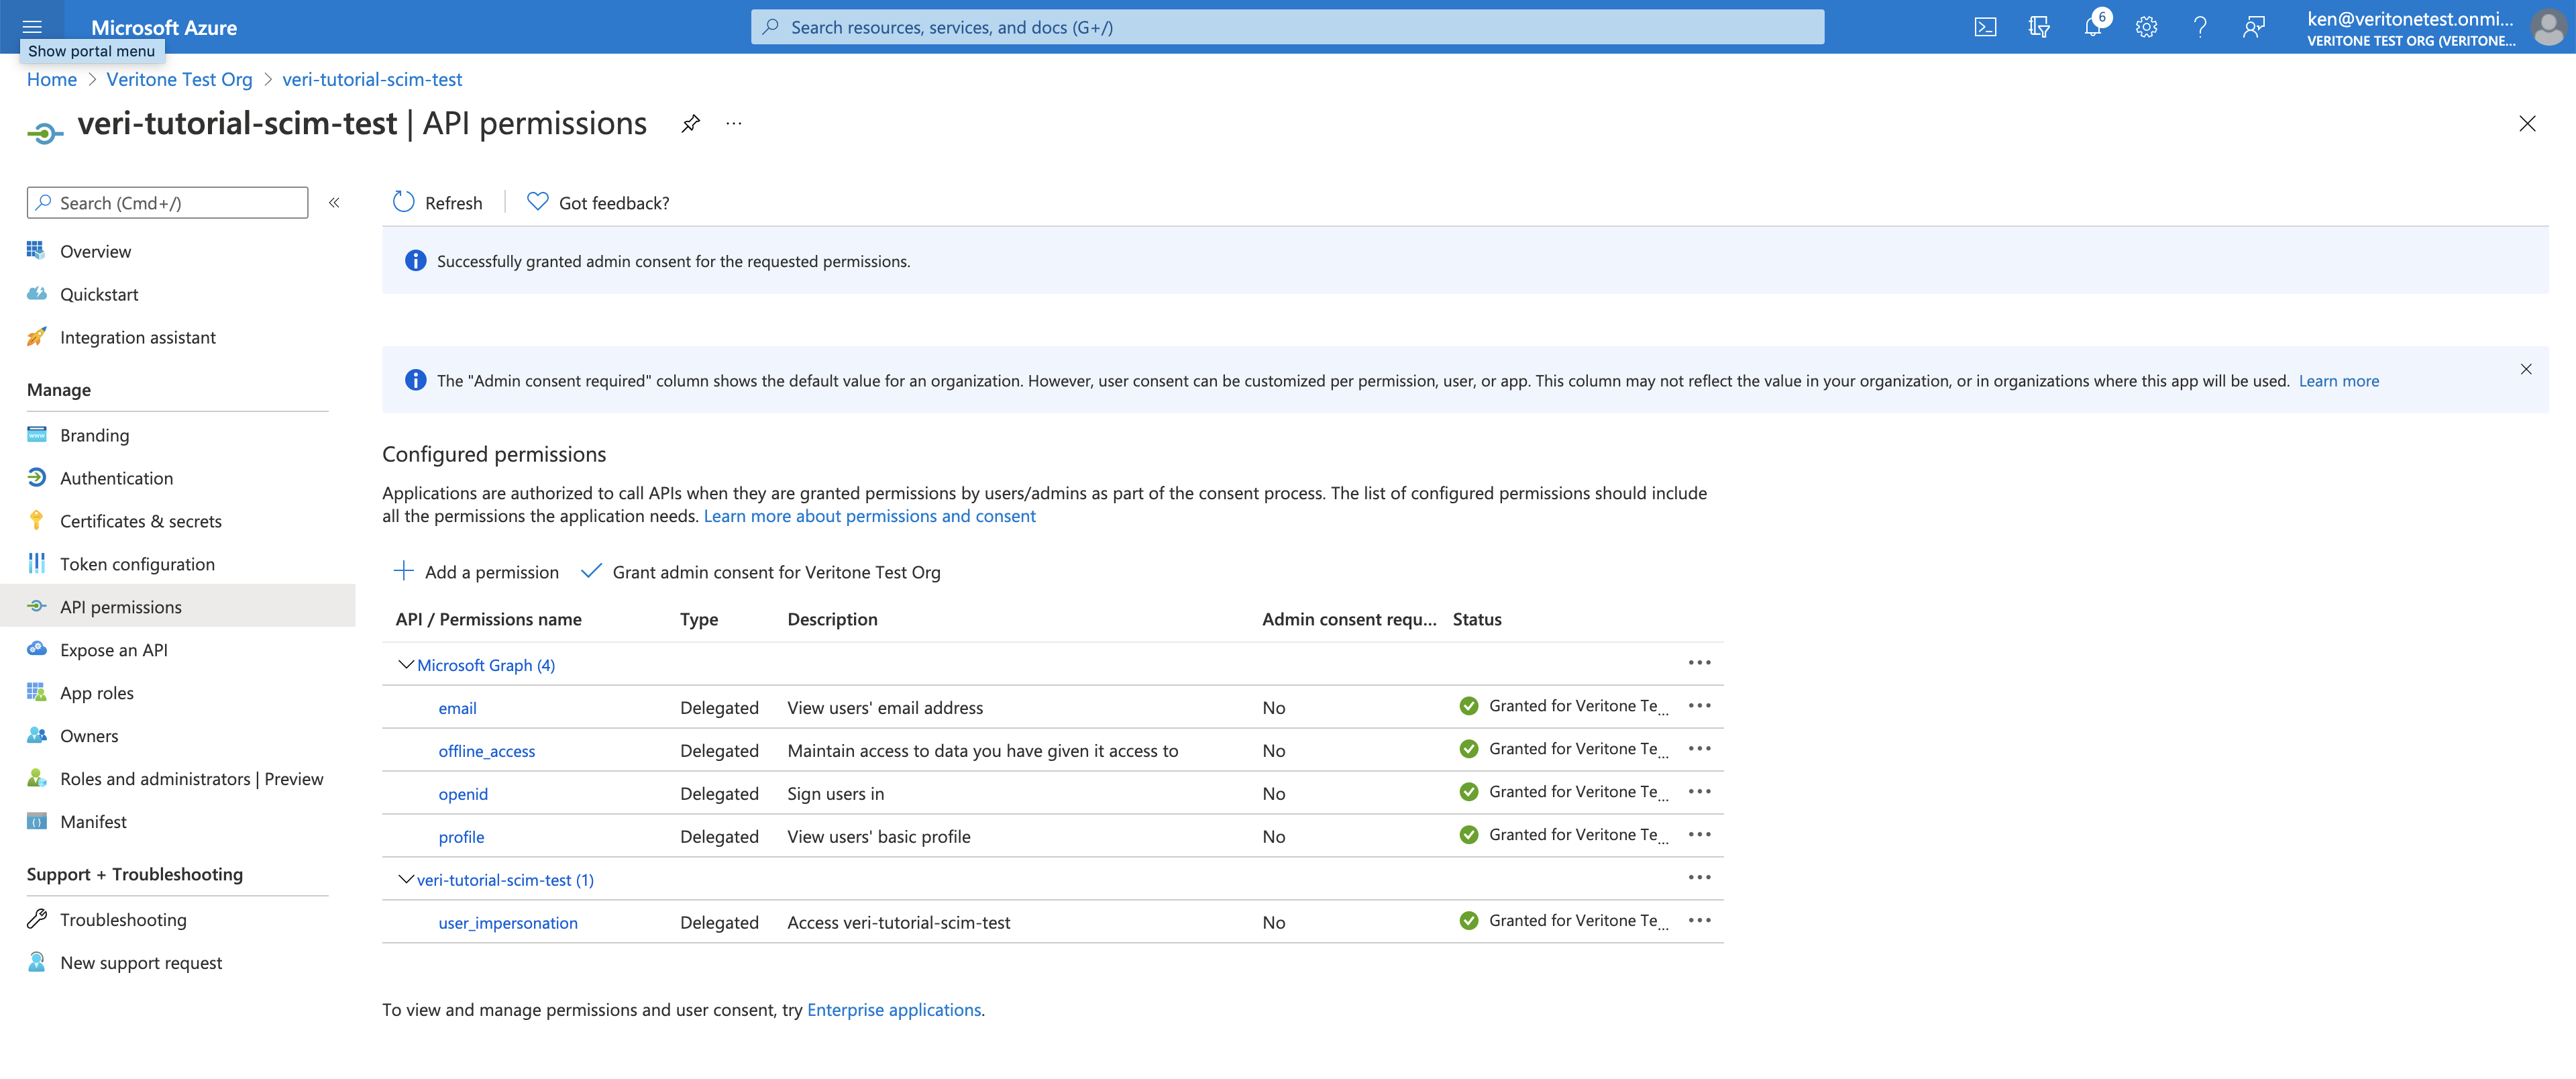 Microsoft Azure
Search resources, services, and docs (G+/)
6
ken@veritonetest.onmi...
VERITONE TEST ORG (VERITONE...
Show portal menu
Home > Veritone Test Org > veri-tutorial-scim-test
veri-tutorial-scim-test | API permissions
Search (Cmd+/)
Overview
Quickstart
Integration assistant
Manage
Branding
Authentication
Certificates & secrets
Token configuration
API permissions
Expose an API
App roles
Owners
Roles and administrators | Preview
Manifest
Support + Troubleshooting
Troubleshooting
New support request
Refresh
Got feedback?
Successfully granted admin consent for the requested permissions.
The "Admin consent required" column shows the default value for an organization. However, user consent can be customized per permission, user, or app. This column may not reflect the value in your organization, or in organizations where this app will be used. Learn more
Configured permissions
Applications are authorized to call APIs when they are granted permissions by users/admins as part of the consent process. The list of configured permissions should include
all the permissions the application needs. Learn more about permissions and consent
Add a permission
Grant admin consent for Veritone Test Org
API / Permissions name Type Description Admin consent requ... Status
Microsoft Graph (4)
email Delegated View users' email address No Granted for Veritone Te...
offline_access Delegated Maintain access to data you have given it access to No Granted for Veritone Te...
openid Delegated Sign users in No Granted for Veritone Te...
profile Delegated View users' basic profile No Granted for Veritone Te...
veri-tutorial-scim-test (1)
user_impersonation Delegated Access veri-tutorial-scim-test No Granted for Veritone Te...
To view and manage permissions and user consent, try Enterprise applications.